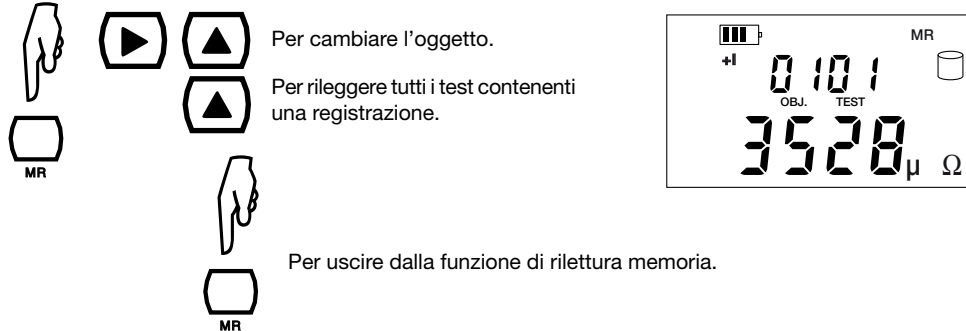 Per cambiare l'oggetto.
Per rileggere tutti i test contenenti
una registrazione.
MR
Per uscire dalla funzione di rilettura memoria.
MR
MR
+I
0101
OBJ. TEST
3528 µ Ω